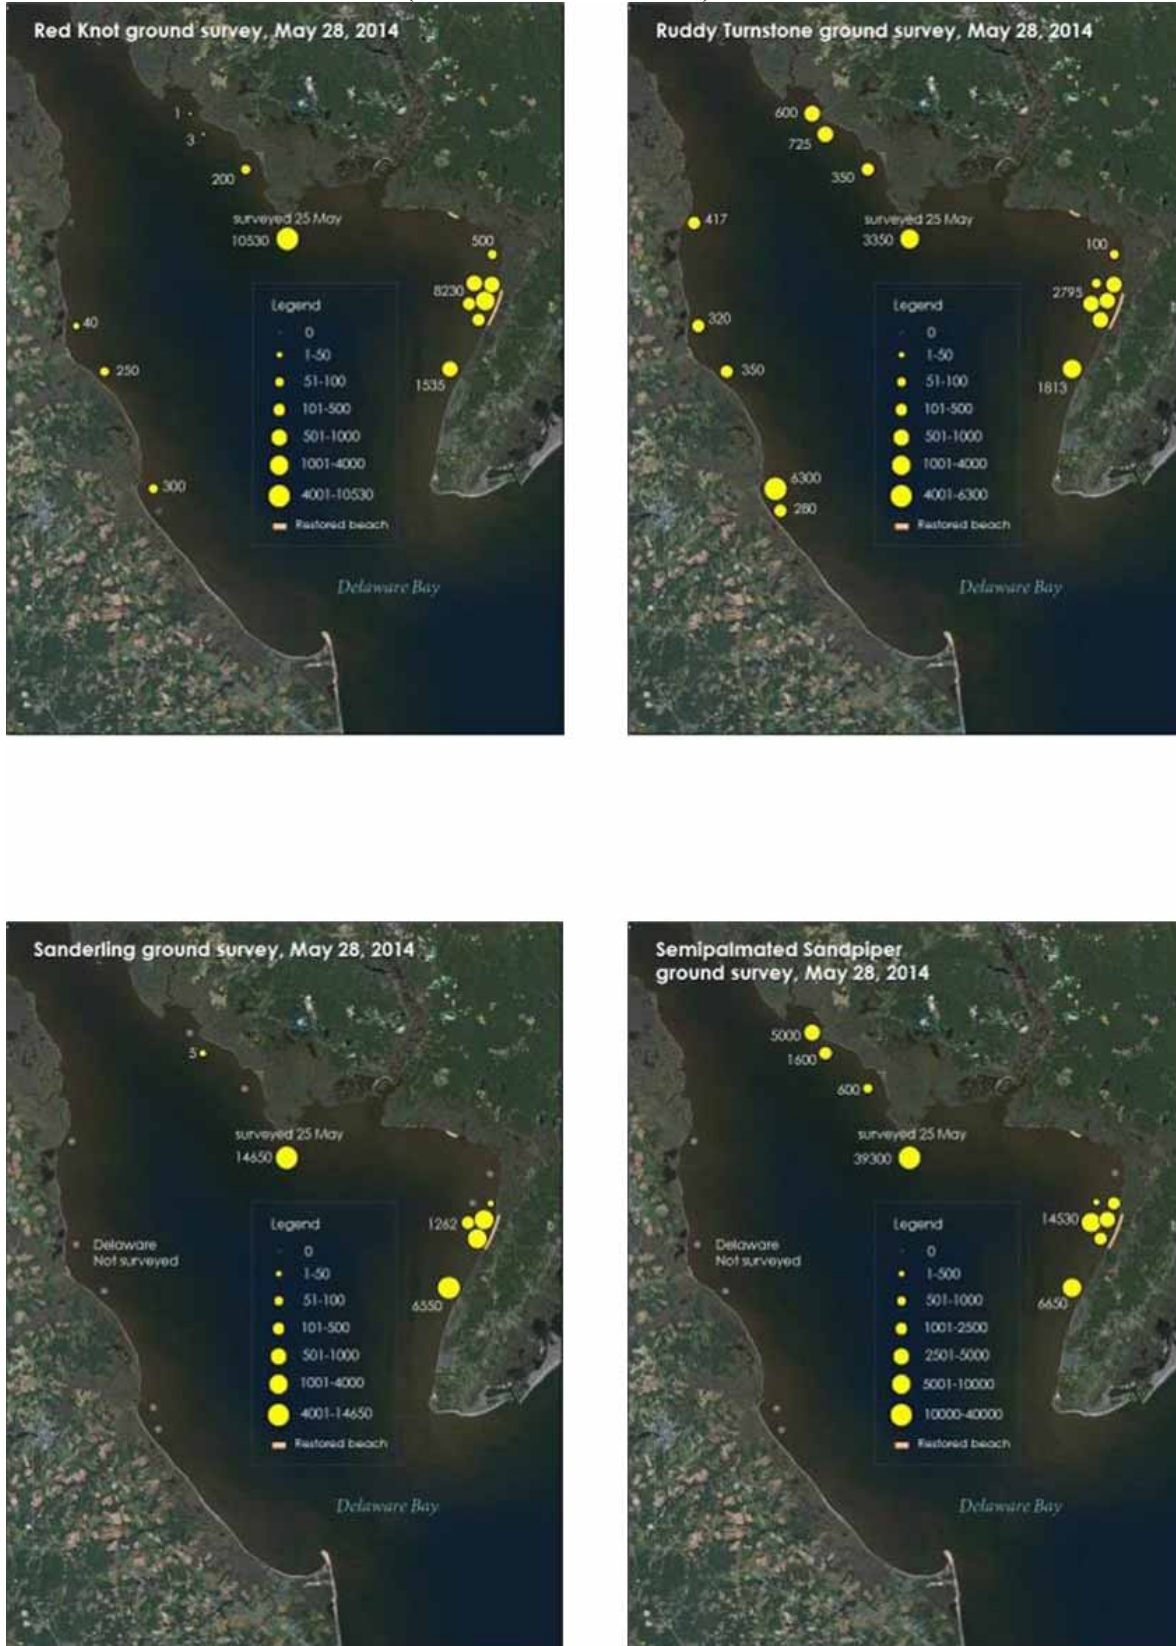 Red Knot ground survey, May 28, 2014
1
3
200
surveyed 25 May
10530
500
8230
40
250
1535
300
Legend
0
1-50
51-100
101-500
501-1000
1001-4000
4001-10530
Restored beach
Delaware Bay
Ruddy Turnstone ground survey, May 28, 2014
600
725
350
417
surveyed 25 May
3350
100
2795
320
350
1813
6300
280
Legend
0
1-50
51-100
101-500
501-1000
1001-4000
4001-6300
Restored beach
Delaware Bay
Sanderling ground survey, May 28, 2014
5
surveyed 25 May
14650
1262
Delaware
Not surveyed
6550
Legend
0
1-50
51-100
101-500
501-1000
1001-4000
4001-14650
Restored beach
Delaware Bay
Semipalmated Sandpiper
ground survey, May 28, 2014
5000
1600
600
surveyed 25 May
39300
14530
Delaware
Not surveyed
6650
Legend
0
1-500
501-1000
1001-2500
2501-5000
5001-10000
10000-40000
Restored beach
Delaware Bay